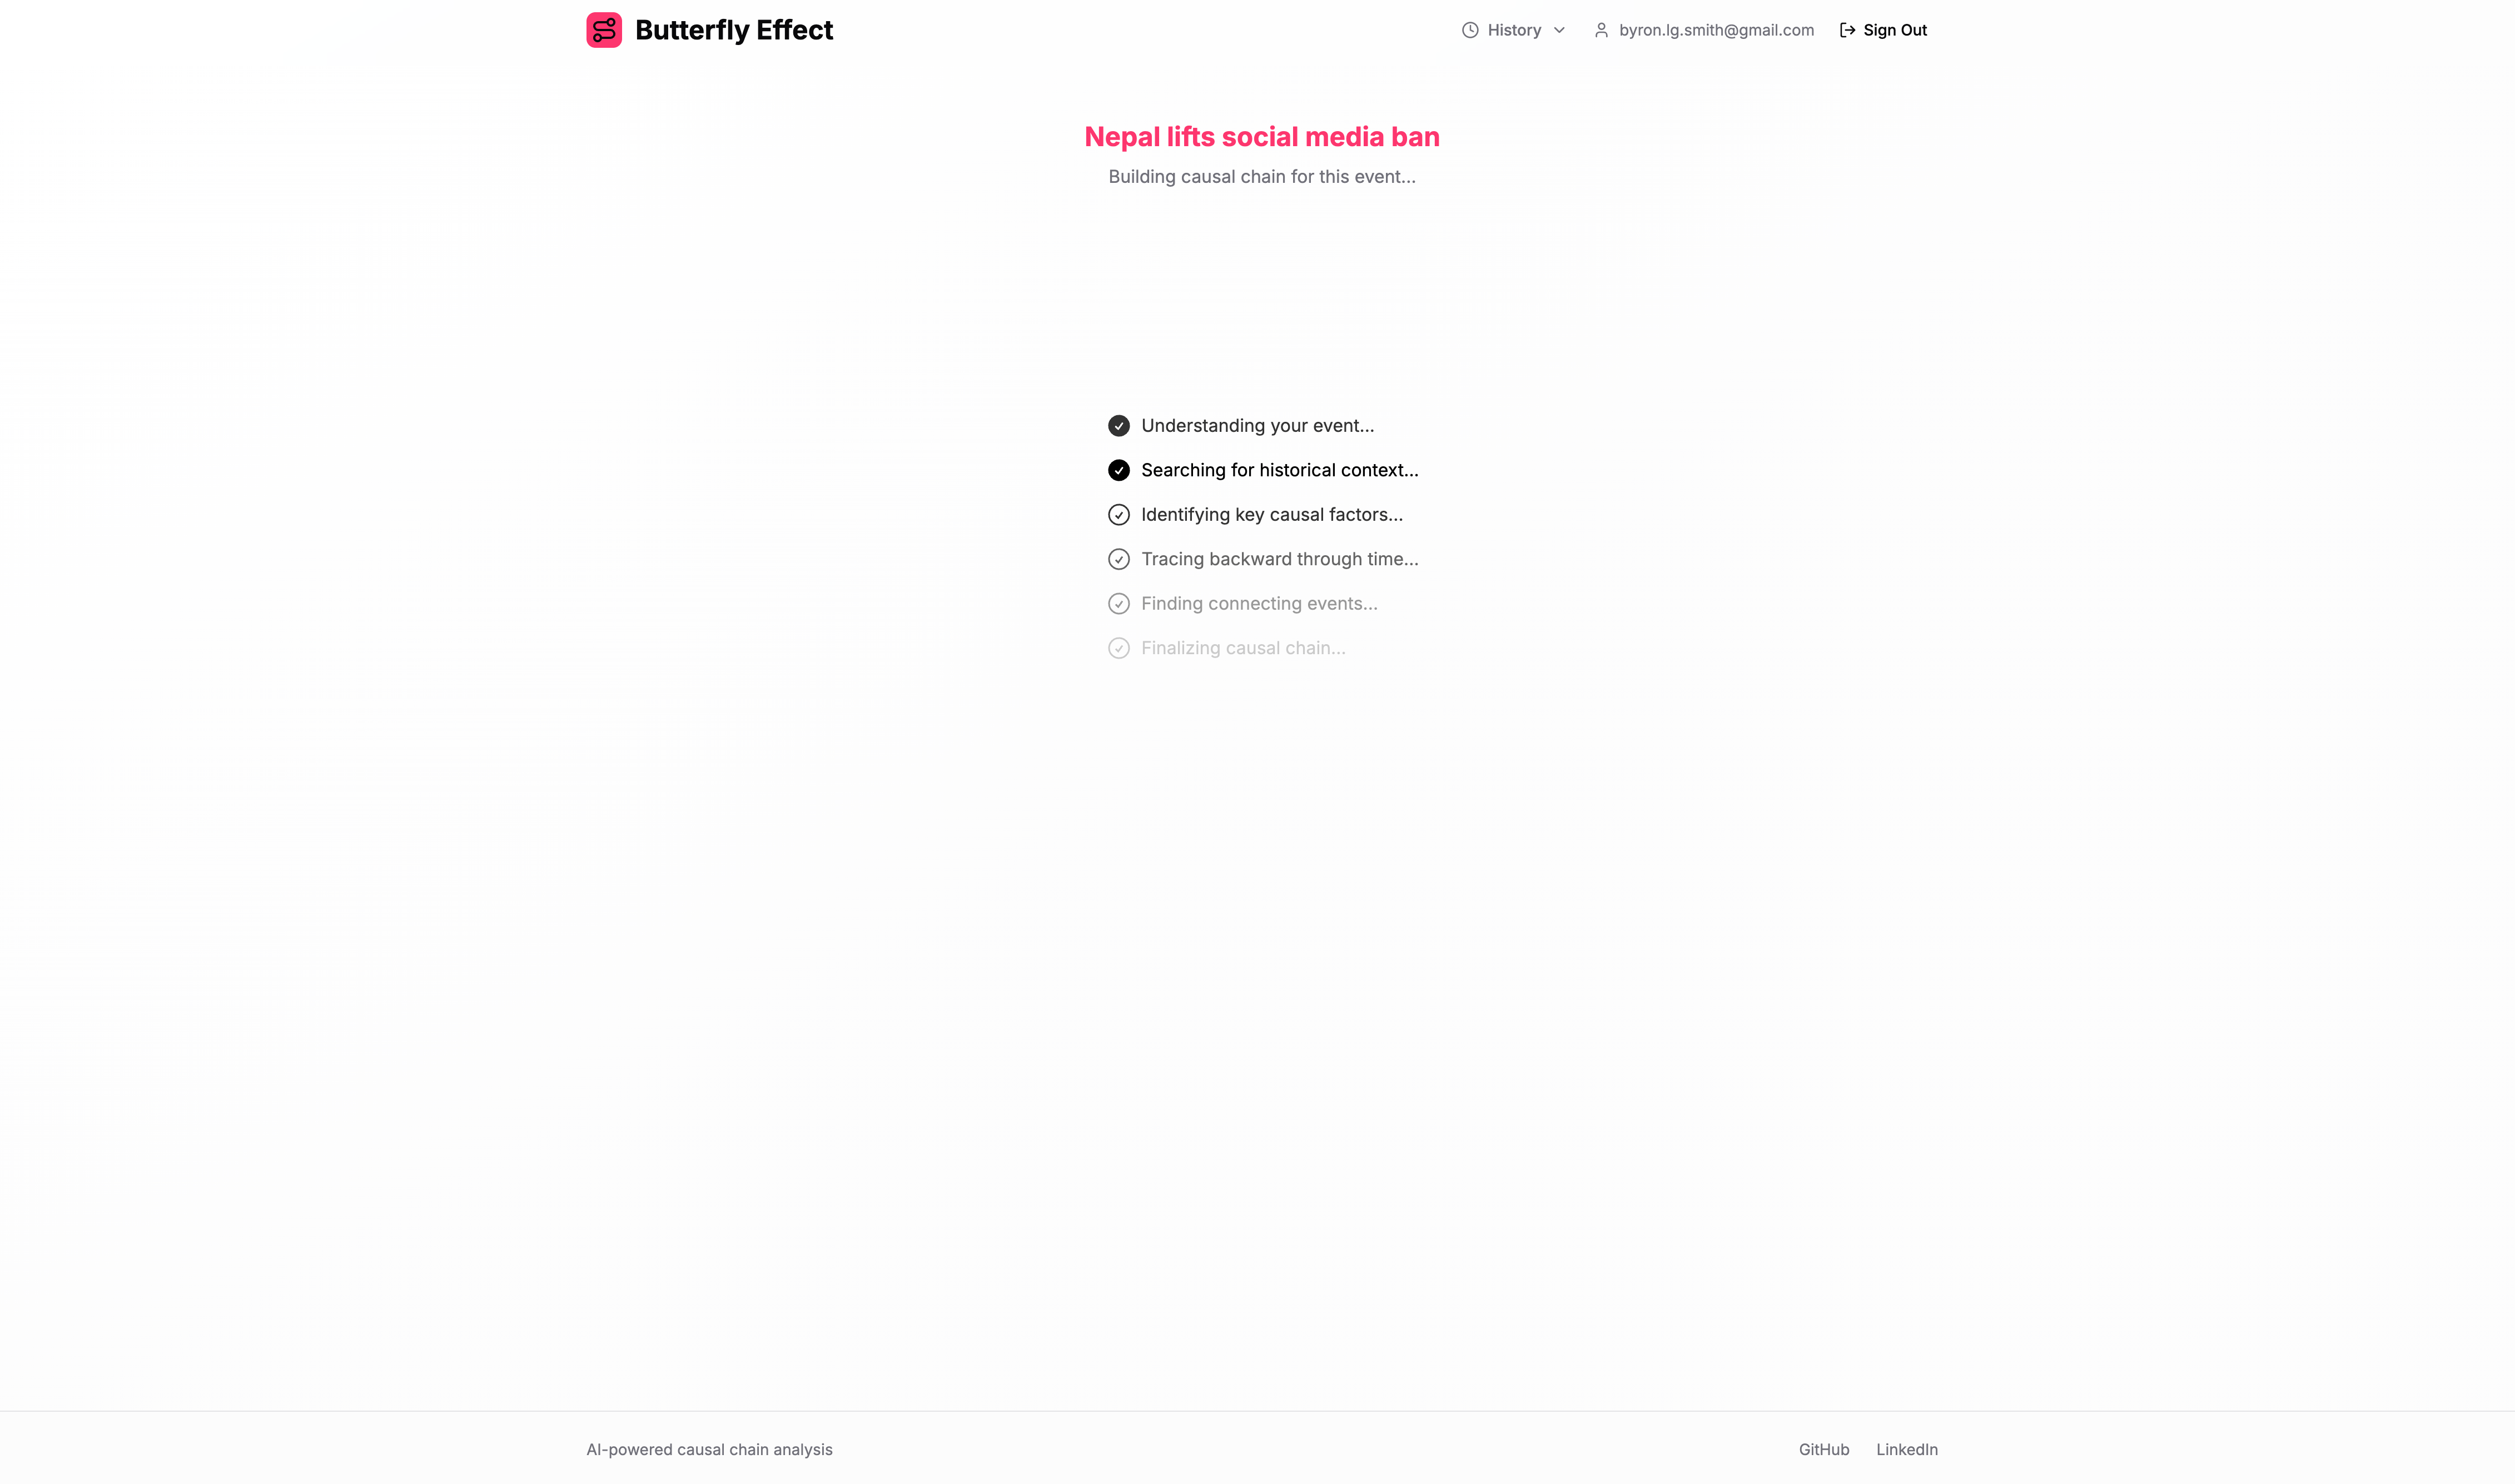 Butterfly Effect
History
byron.lg.smith@gmail.com
Sign Out
Nepal lifts social media ban
Building causal chain for this event...
Understanding your event...
Searching for historical context...
Identifying key causal factors...
Tracing backward through time...
Finding connecting events...
Finalizing causal chain...
AI-powered causal chain analysis
GitHub
LinkedIn